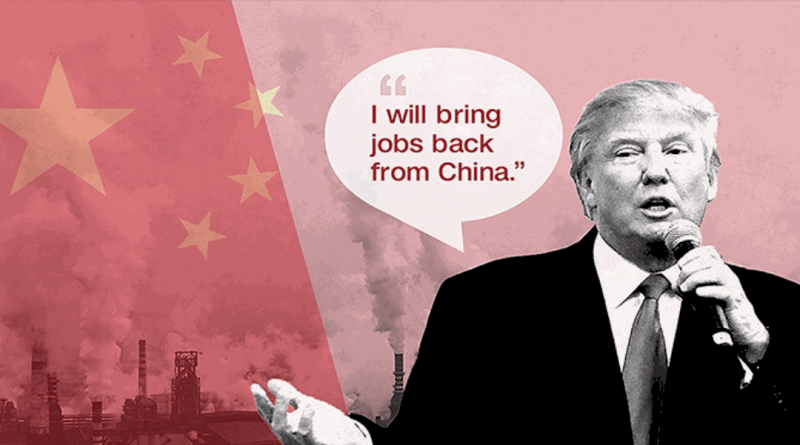 “
I will bring
jobs back
from China.”